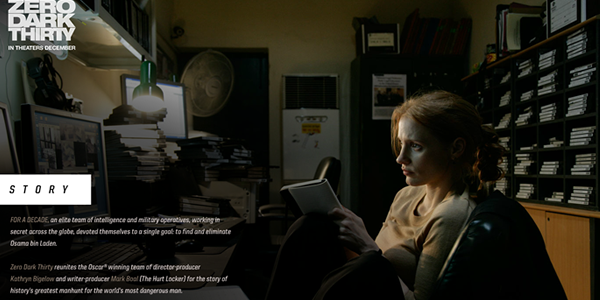 ZERO
DARK
THIRTY
IN THEATERS DECEMBER
STORY
FOR A DECADE, an elite team of intelligence and military operatives, working in
secret across the globe, devoted themselves to a single goal: to find and eliminate
Osama bin Laden.
Zero Dark Thirty reunites the Oscar® winning team of director-producer
Kathryn Bigelow and writer-producer Mark Boal (The Hurt Locker) for the story of
history's greatest manhunt for the world's most dangerous man.